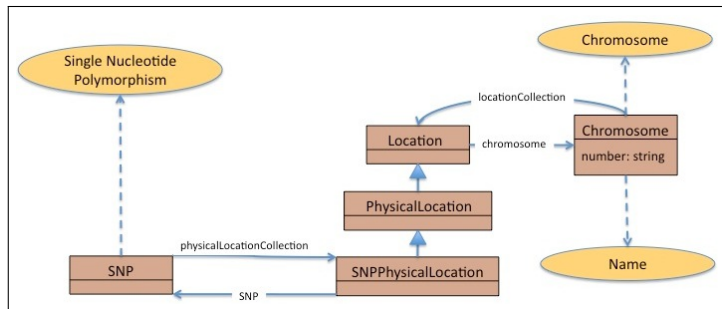 Single Nucleotide
Polymorphism
Chromosome
locationCollection
Location
chromosome
Chromosome
number: string
PhysicalLocation
physicalLocationCollection
SNP
SNPPhysicalLocation
SNP
Name